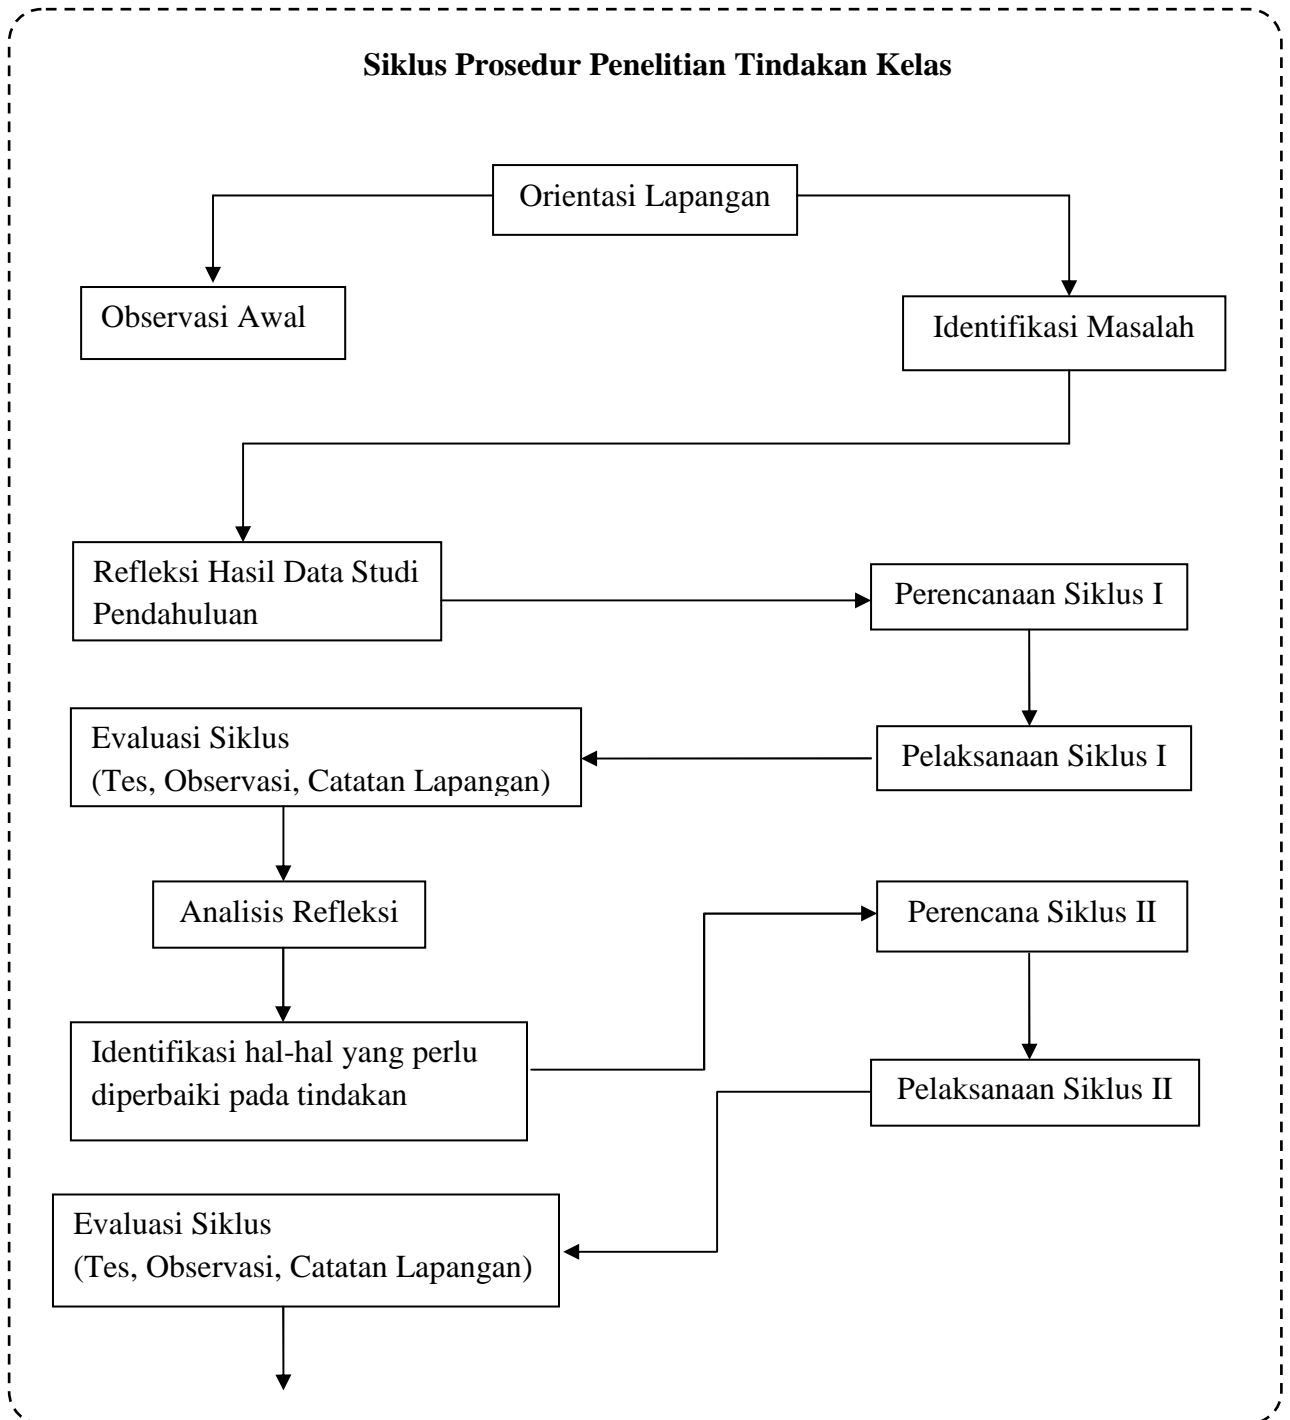 Siklus Prosedur Penelitian Tindakan Kelas
Orientasi Lapangan
Observasi Awal
Identifikasi Masalah
Refleksi Hasil Data Studi
Pendahuluan
Perencanaan Siklus I
Evaluasi Siklus
(Tes, Observasi, Catatan Lapangan)
Pelaksanaan Siklus I
Analisis Refleksi
Perencana Siklus II
Identifikasi hal-hal yang perlu
diperbaiki pada tindakan
Pelaksanaan Siklus II
Evaluasi Siklus
(Tes, Observasi, Catatan Lapangan)